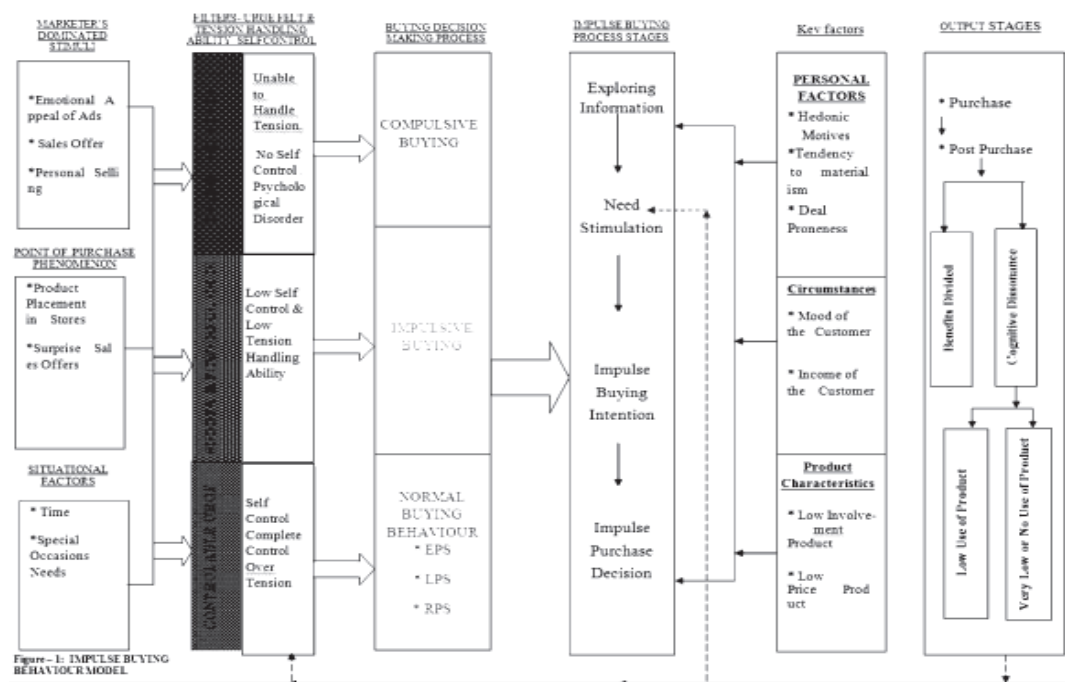 MARKETER'S
DOMINATED
STIMULI
*Emotional A
ppeal of Ads
* Sales Offer
*Personal Selli
ng
POINT OF PURCHASE
PHENOMENON
*Product
Placement
in Stores
*Surprise Sal
es Offers
SITUATIONAL
FACTORS
* Time
*Special
Occasions
Needs
FILTERS- URGE FELT &
TENSION HANDLING
ABILITY SELFCONTROL
Unable
to
Handle
Tension.
No Self
Control
Psycholo
gical
Disorder
Low Self
Control &
Low
Tension
Handling
Ability
CONTROLABLE URGE
Self
Control
Complete
Control
Over
Tension
BUYING DECISION
MAKING PROCESS
COMPULSIVE
BUYING
IMPULSIVE
BUYING
NORMAL
BUYING
BEHAVIOUR
* EPS
* LPS
* RPS
IMPULSE BUYING
PROCESS STAGES
Exploring
Information
Need
Stimulation
Impulse
Buying
Intention
Impulse
Purchase
Decision
Key factors
PERSONAL
FACTORS
* Hedonic
Motives
*Tendency
to material
ism
* Deal
Proneness
Circumstances
* Mood of
the Customer
* Income of
the Customer
Product
Characteristics
* Low Involve-
ment
Product
* Low
Price Prod
uct
OUTPUT STAGES
* Purchase
* Post Purchase
Benefits Divided
Cognitive Dissonance
Low Use of Product
Very Low or No Use of Product
Figure – 1: IMPULSE BUYING
BEHAVIOUR MODEL